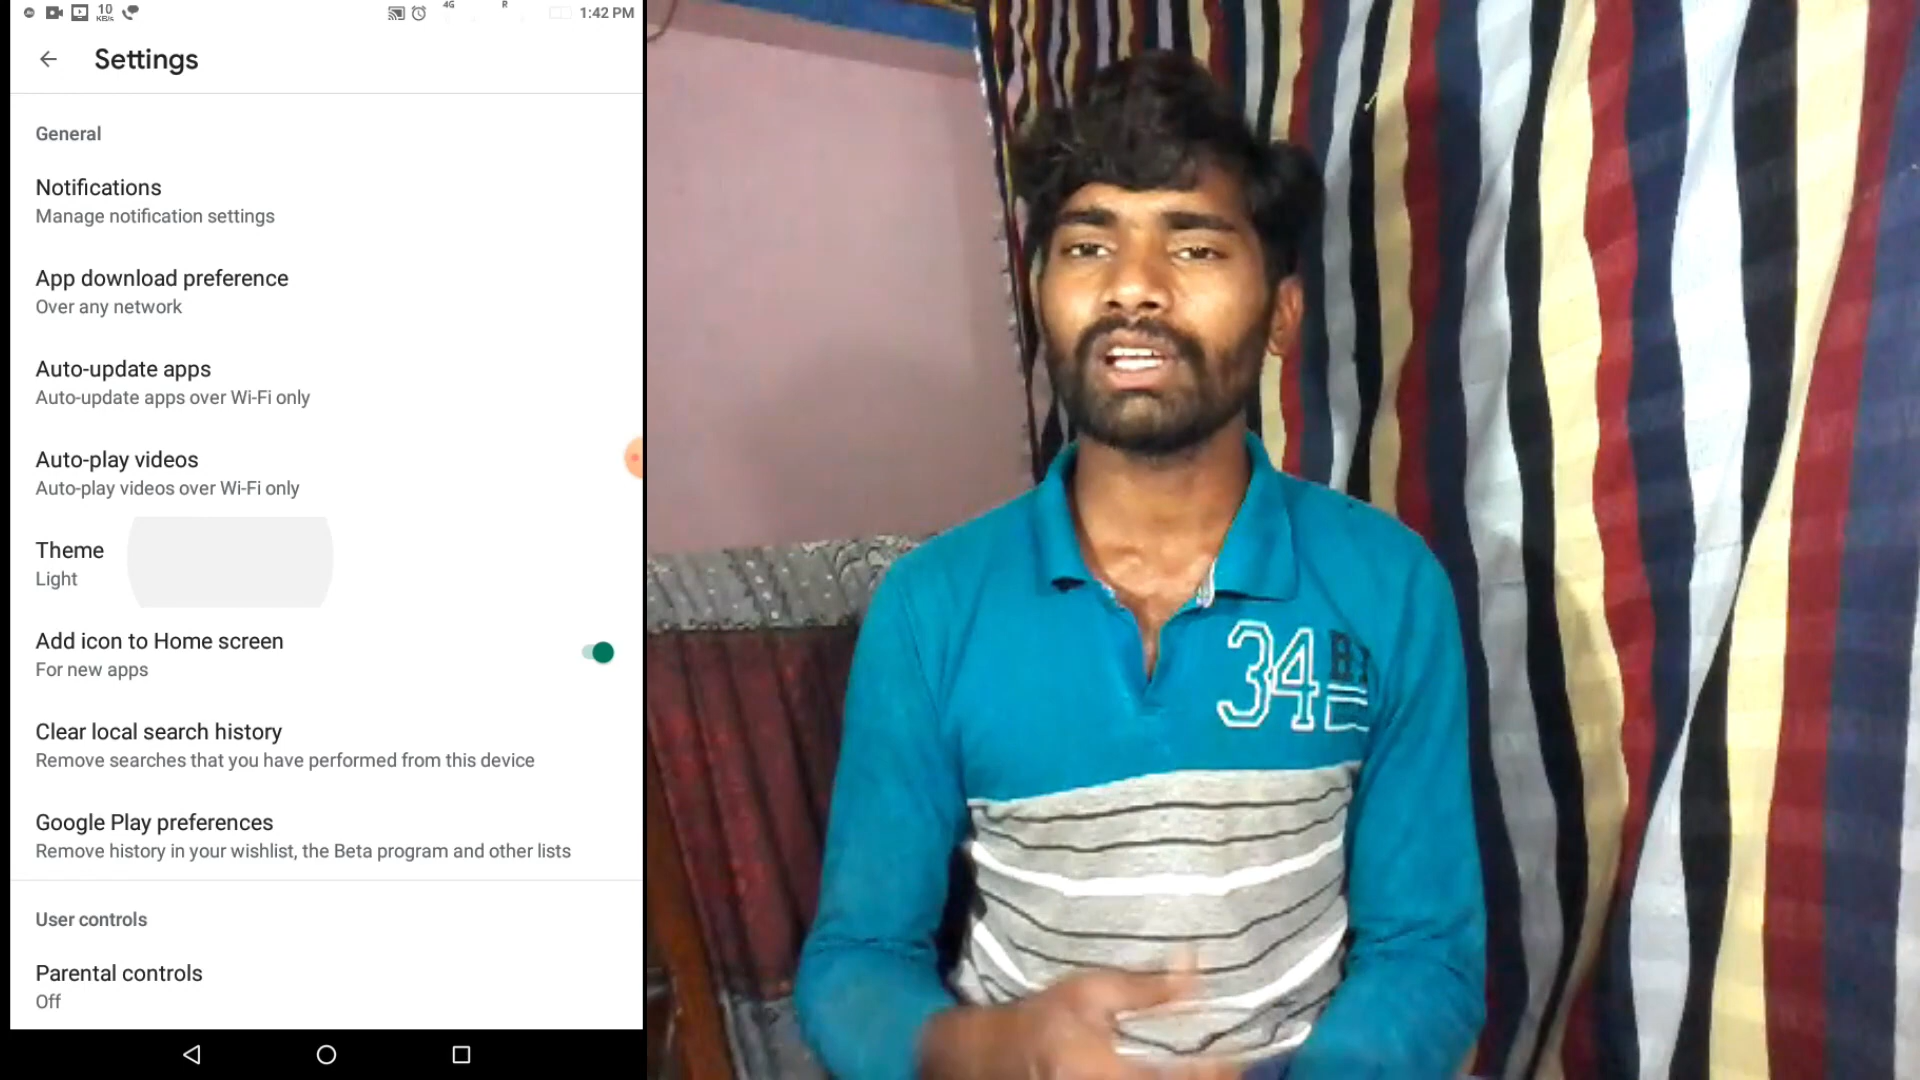 10
KB/s
4G
R
1:42 PM
Settings
General
Notifications
Manage notification settings
App download preference
Over any network
Auto-update apps
Auto-update apps over Wi-Fi only
Auto-play videos
Auto-play videos over Wi-Fi only
Theme
Light
Add icon to Home screen
For new apps
Clear local search history
Remove searches that you have performed from this device
Google Play preferences
Remove history in your wishlist, the Beta program and other lists
User controls
Parental controls
Off
34